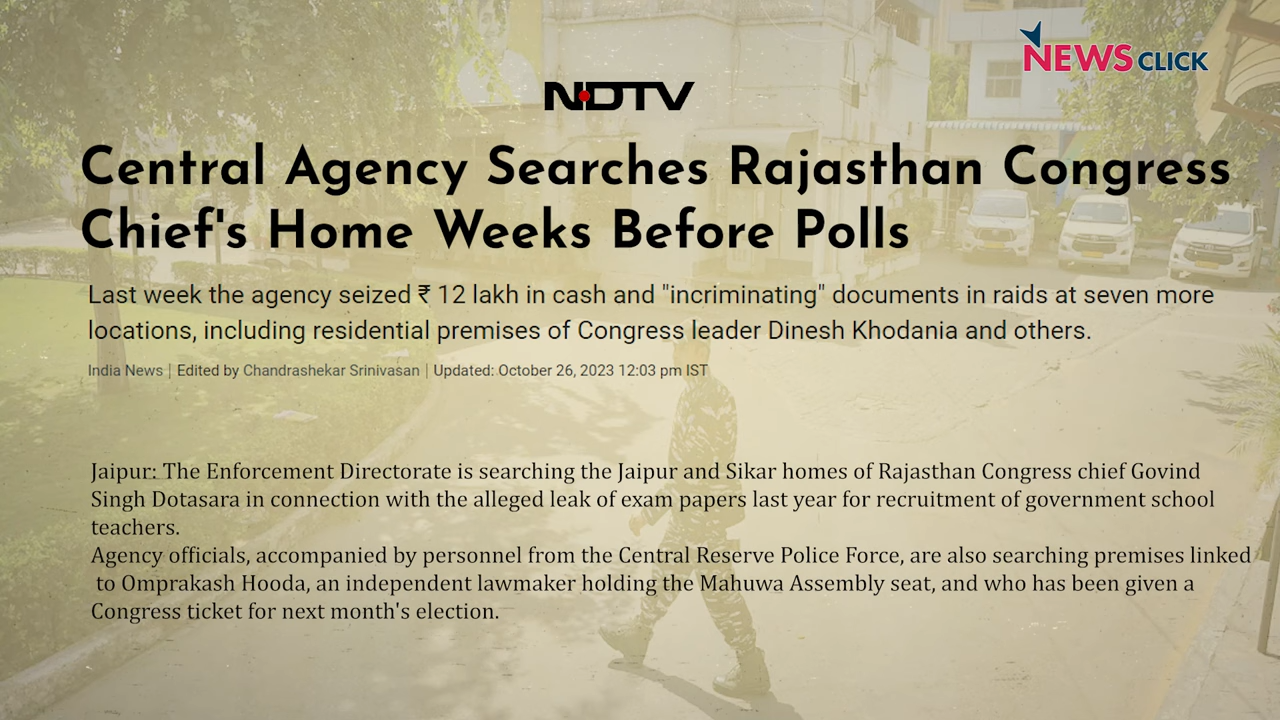 NEWSCLICK
NDTV
Central Agency Searches Rajasthan Congress
Chief's Home Weeks Before Polls
Last week the agency seized ₹ 12 lakh in cash and "incriminating" documents in raids at seven more
locations, including residential premises of Congress leader Dinesh Khodania and others.
India News | Edited by Chandrashekar Srinivasan | Updated: October 26, 2023 12:03 pm IST
Jaipur: The Enforcement Directorate is searching the Jaipur and Sikar homes of Rajasthan Congress chief Govind
Singh Dotasara in connection with the alleged leak of exam papers last year for recruitment of government school
teachers.
Agency officials, accompanied by personnel from the Central Reserve Police Force, are also searching premises linked
to Omprakash Hooda, an independent lawmaker holding the Mahuwa Assembly seat, and who has been given a
Congress ticket for next month's election.